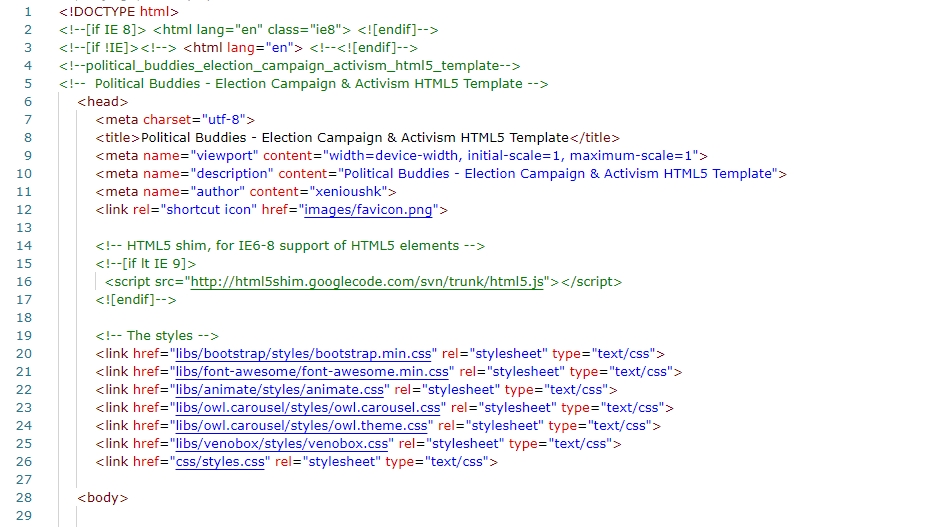 1 <!DOCTYPE html>
2 <!--[if IE 8]> <html lang="en" class="ie8"> <![endif]-->
3 <!--[if !IE]><!--> <html lang="en"> <!--<![endif]-->
4 <!--political_buddies_election_campaign_activism_html5_template-->
5 <!--  Political Buddies - Election Campaign & Activism HTML5 Template -->
6 <head>
7 <meta charset="utf-8">
8 <title>Political Buddies - Election Campaign & Activism HTML5 Template</title>
9 <meta name="viewport" content="width=device-width, initial-scale=1, maximum-scale=1">
10 <meta name="description" content="Political Buddies - Election Campaign & Activism HTML5 Template">
11 <meta name="author" content="xenioushk">
12 <link rel="shortcut icon" href="images/favicon.png">
13
14 <!-- HTML5 shim, for IE6-8 support of HTML5 elements -->
15 <!--[if lt IE 9]>
16 <script src="http://html5shim.googlecode.com/svn/trunk/html5.js"></script>
17 <![endif]-->
18
19 <!-- The styles -->
20 <link href="libs/bootstrap/styles/bootstrap.min.css" rel="stylesheet" type="text/css">
21 <link href="libs/font-awesome/font-awesome.min.css" rel="stylesheet" type="text/css">
22 <link href="libs/animate/styles/animate.css" rel="stylesheet" type="text/css">
23 <link href="libs/owl.carousel/styles/owl.carousel.css" rel="stylesheet" type="text/css">
24 <link href="libs/owl.carousel/styles/owl.theme.css" rel="stylesheet" type="text/css">
25 <link href="libs/venobox/styles/venobox.css" rel="stylesheet" type="text/css">
26 <link href="css/styles.css" rel="stylesheet" type="text/css">
27
28 <body>
29